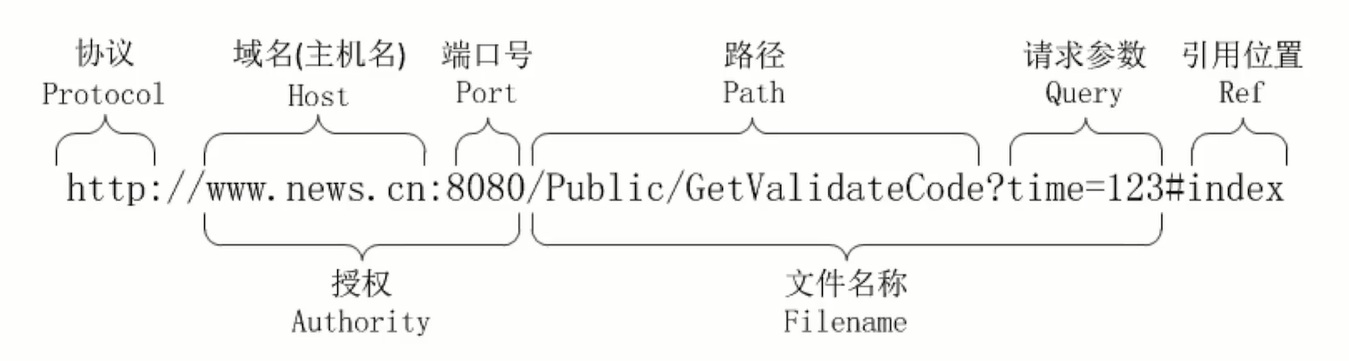 协议 域名(主机名) 端口号 路径 请求参数 引用位置
Protocol Host Port Path Query Ref
http://www.news.cn:8080/Public/GetValidateCode?time=123#index
授权 文件名称
Authority Filename